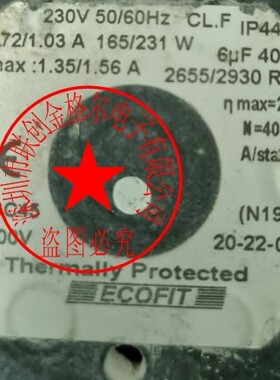 230V 50/60Hz CL.F IP44
.72/1.03 A 165/231 W 6µF 40
max :1.35/1.56 A 2655/2930 R
η max=
N=40
A/sta
深圳市联创金格尔电子有限公司
盗图必究
00V
(N19
20-22-0
Thermally Protected
ECOFIT